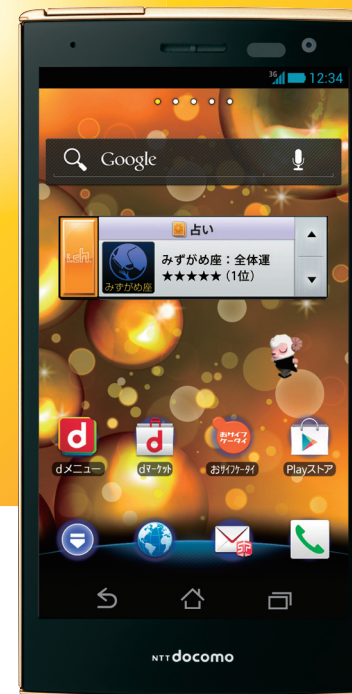 3G 12:34
Google
占い
i.ch.
みずがめ座
みずがめ座：全体運
★★★★★(1位)
d
d
おサイフケータイ
dメニュー
dマーケット
おサイフケータイ
Playストア
NTT docomo